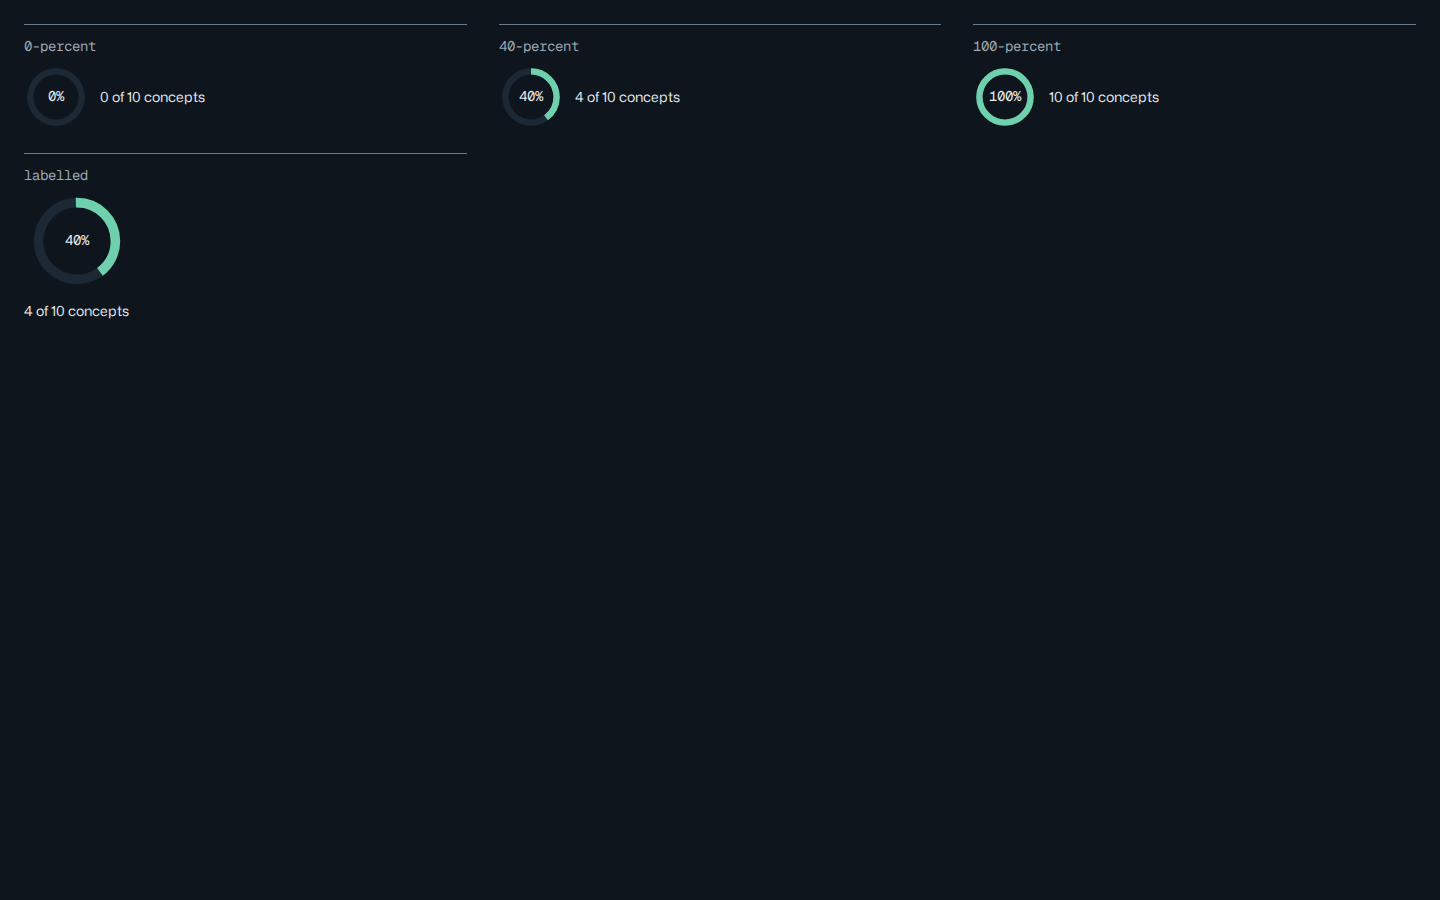 0-percent
0%
0 of 10 concepts
40-percent
40%
4 of 10 concepts
100-percent
100%
10 of 10 concepts
labelled
40%
4 of 10 concepts